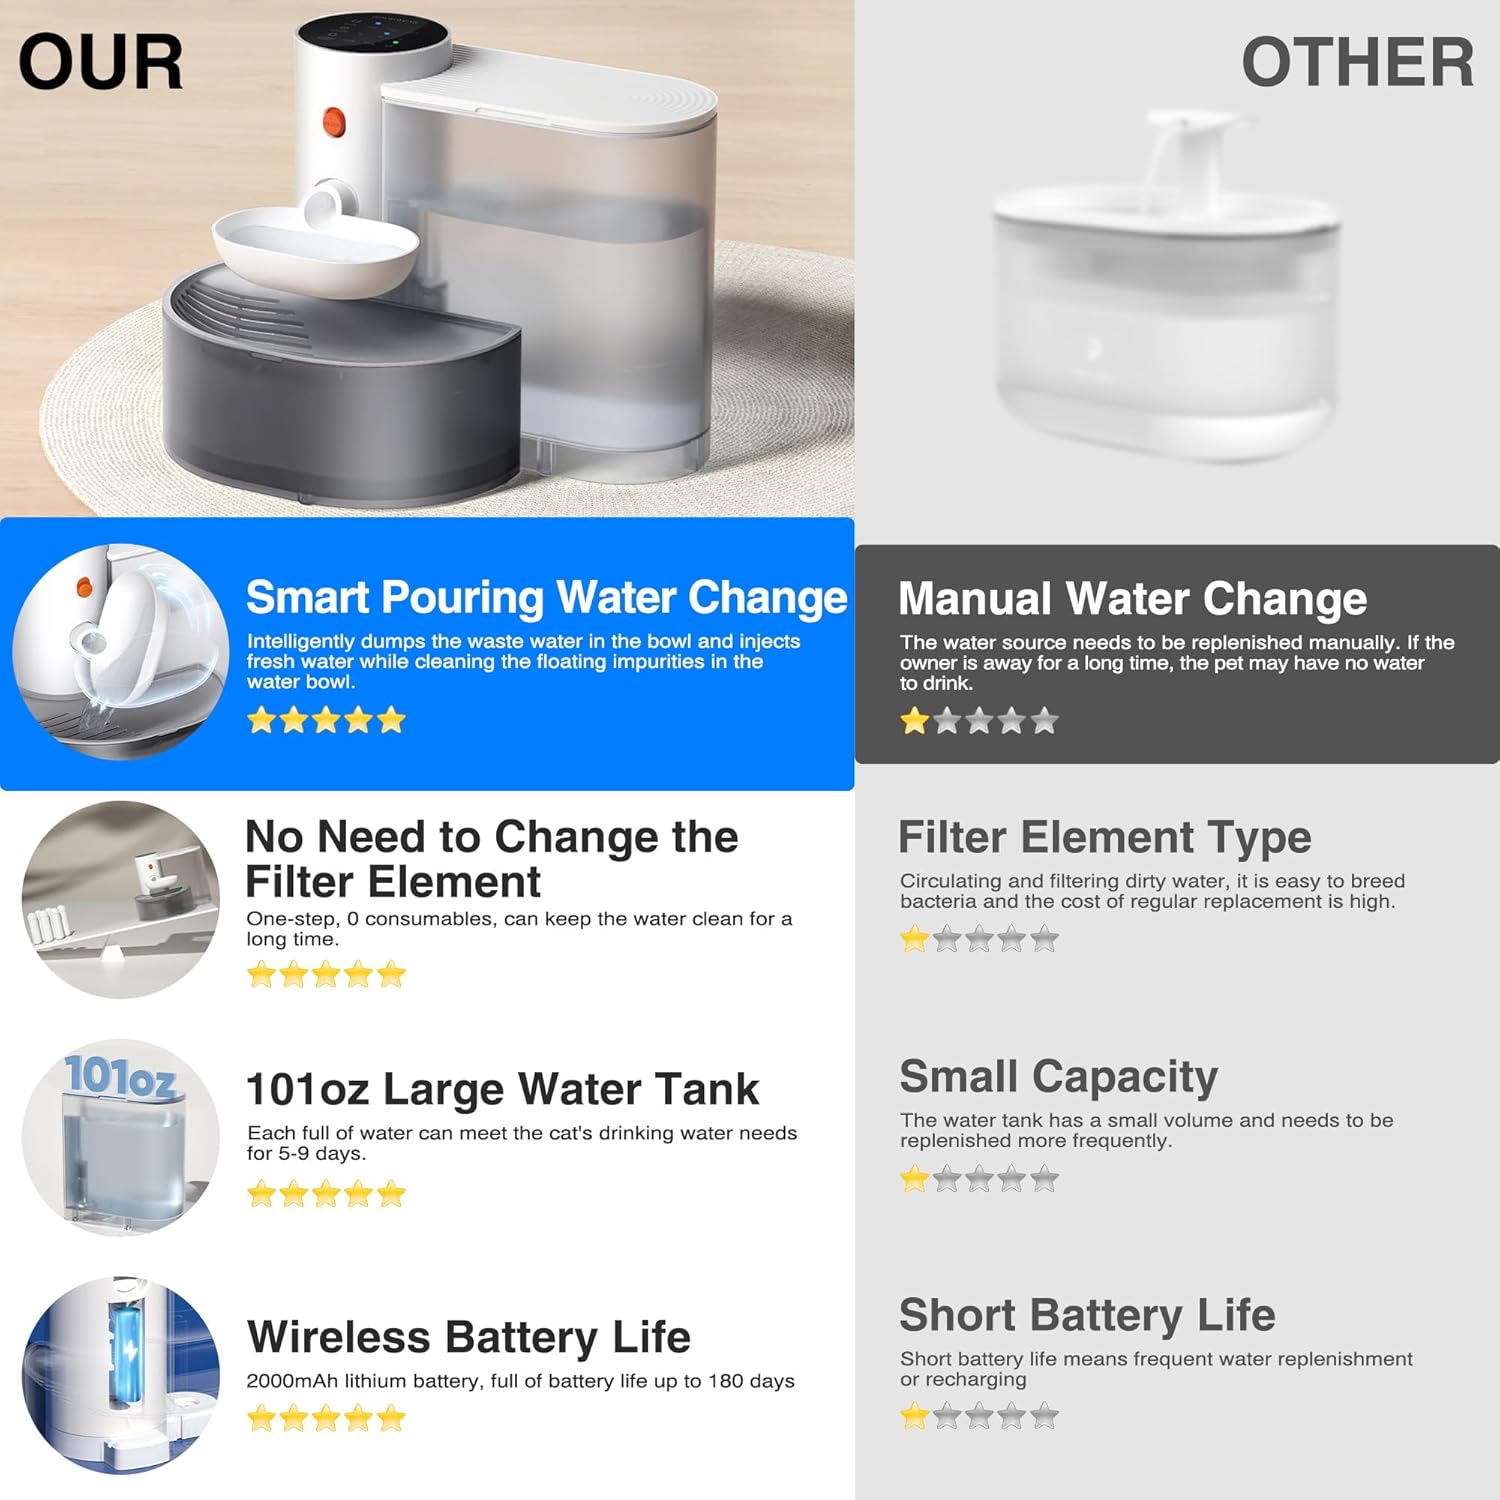 OUR
OTHER
Smart Pouring Water Change
Intelligently dumps the waste water in the bowl and injects
fresh water while cleaning the floating impurities in the
water bowl.
Manual Water Change
The water source needs to be replenished manually. If the
owner is away for a long time, the pet may have no water
to drink.
No Need to Change the
Filter Element
One-step, 0 consumables, can keep the water clean for a
long time.
Filter Element Type
Circulating and filtering dirty water, it is easy to breed
bacteria and the cost of regular replacement is high.
101oz
101oz Large Water Tank
Each full of water can meet the cat's drinking water needs
for 5-9 days.
Small Capacity
The water tank has a small volume and needs to be
replenished more frequently.
Wireless Battery Life
2000mAh lithium battery, full of battery life up to 180 days
Short Battery Life
Short battery life means frequent water replenishment
or recharging